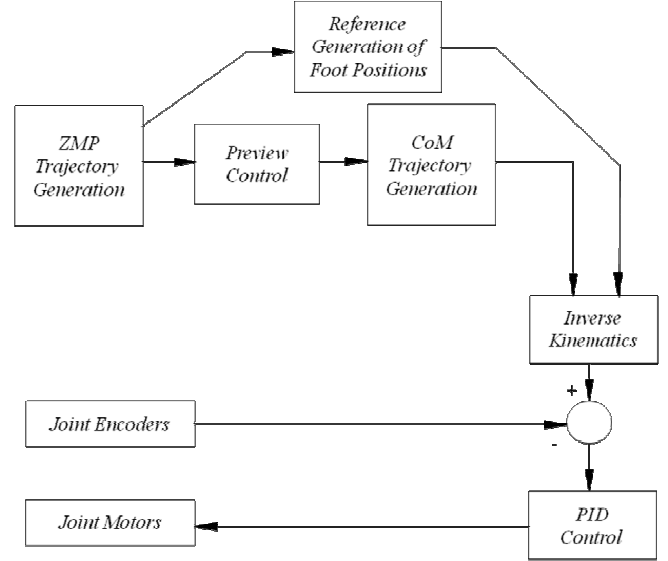 Reference
Generation of
Foot Positions
ZMP
Trajectory
Generation
Preview
Control
CoM
Trajectory
Generation
Inverse
Kinematics
+
Joint Encoders
-
Joint Motors
PID
Control